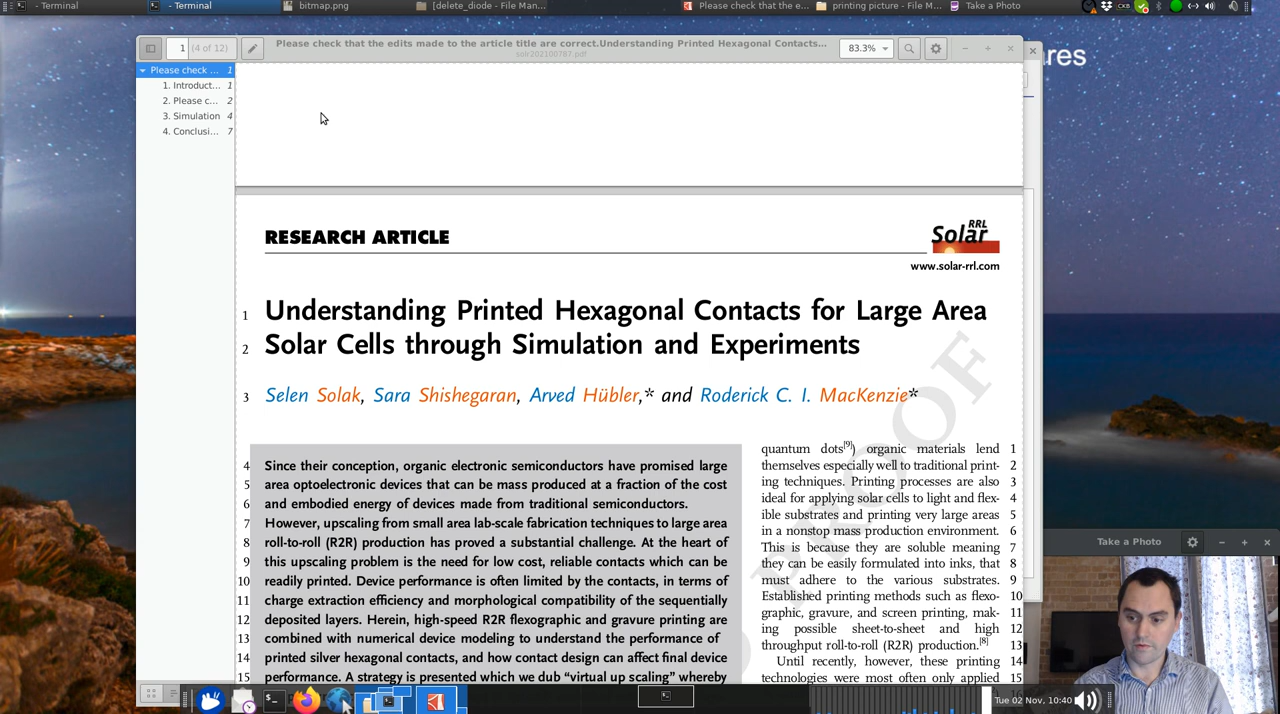 - Terminal
- Terminal
bitmap.png
[delete_diode - File Man...
Please that the e...
printing picture - File M...
Take a Photo
CKB
ares
1 (4 of 12)
Please check that the edits made to the article title are correct.Understanding Printed Hexagonal Contacts...
solr202100787.pdf
83.3%
Please check ... 1
1. Introduct... 1
2. Please c... 2
3. Simulation 4
4. Conclusi... 7
RESEARCH ARTICLE
Solar RRL
www.solar-rrl.com
1 Understanding Printed Hexagonal Contacts for Large Area
2 Solar Cells through Simulation and Experiments
3 Selen Solak, Sara Shishegaran, Arved Hübler,* and Roderick C. I. MacKenzie*
4 Since their conception, organic electronic semiconductors have promised large
5 area optoelectronic devices that can be mass produced at a fraction of the cost
6 and embodied energy of devices made from traditional semiconductors.
7 However, upscaling from small area lab-scale fabrication techniques to large area
8 roll-to-roll (R2R) production has proved a substantial challenge. At the heart of
9 this upscaling problem is the need for low cost, reliable contacts which can be
10 readily printed. Device performance is often limited by the contacts, in terms of
11 charge extraction efficiency and morphological compatibility of the sequentially
12 deposited layers. Herein, high-speed R2R flexographic and gravure printing are
13 combined with numerical device modeling to understand the performance of
14 printed silver hexagonal contacts, and how contact design can affect final device
15 performance. A strategy is presented which we dub “virtual up scaling” whereby
quantum dots[9]) organic materials lend 1
themselves especially well to traditional print- 2
ing techniques. Printing processes are also 3
ideal for applying solar cells to light and flex- 4
ible substrates and printing very large areas 5
in a nonstop mass production environment. 6
This is because they are soluble meaning 7
they can be easily formulated into inks, that 8
must adhere to the various substrates. 9
Established printing methods such as flexo- 10
graphic, gravure, and screen printing, mak- 11
ing possible sheet-to-sheet and high 12
throughput roll-to-roll (R2R) production.[8] 13
Until recently, however, these printing 14
technologies were most often only applied 15
PROOF
Take a Photo
Tue 02 Nov, 10:40